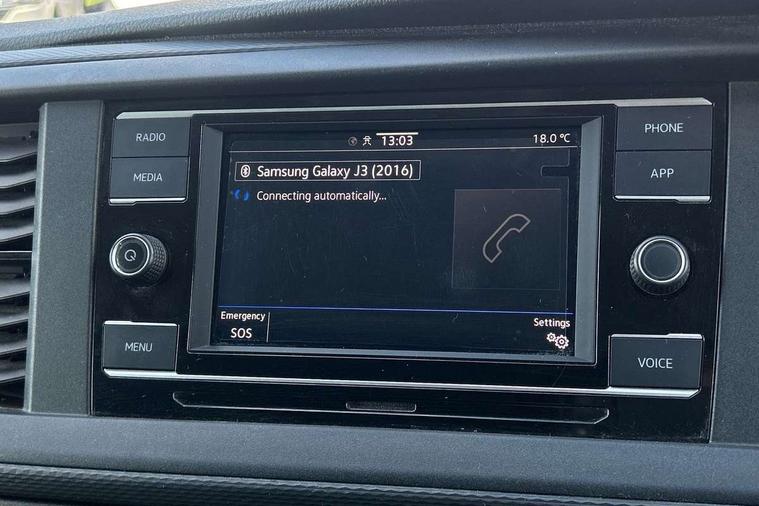 RADIO
MEDIA
MENU
13:03
18.0 °C
Samsung Galaxy J3 (2016)
Connecting automatically...
Emergency
SOS
Settings
PHONE
APP
VOICE